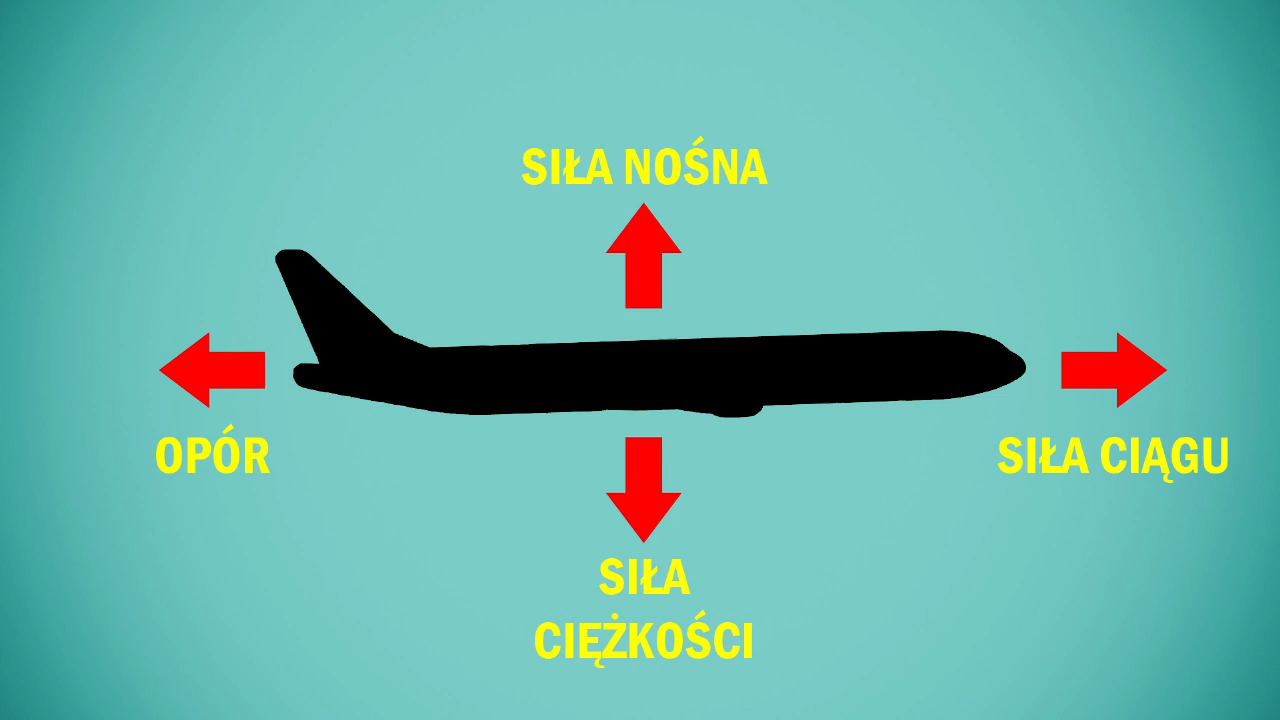 SIŁA NOŚNA
OPÓR
SIŁA CIĄGU
SIŁA
CIĘŻKOŚCI